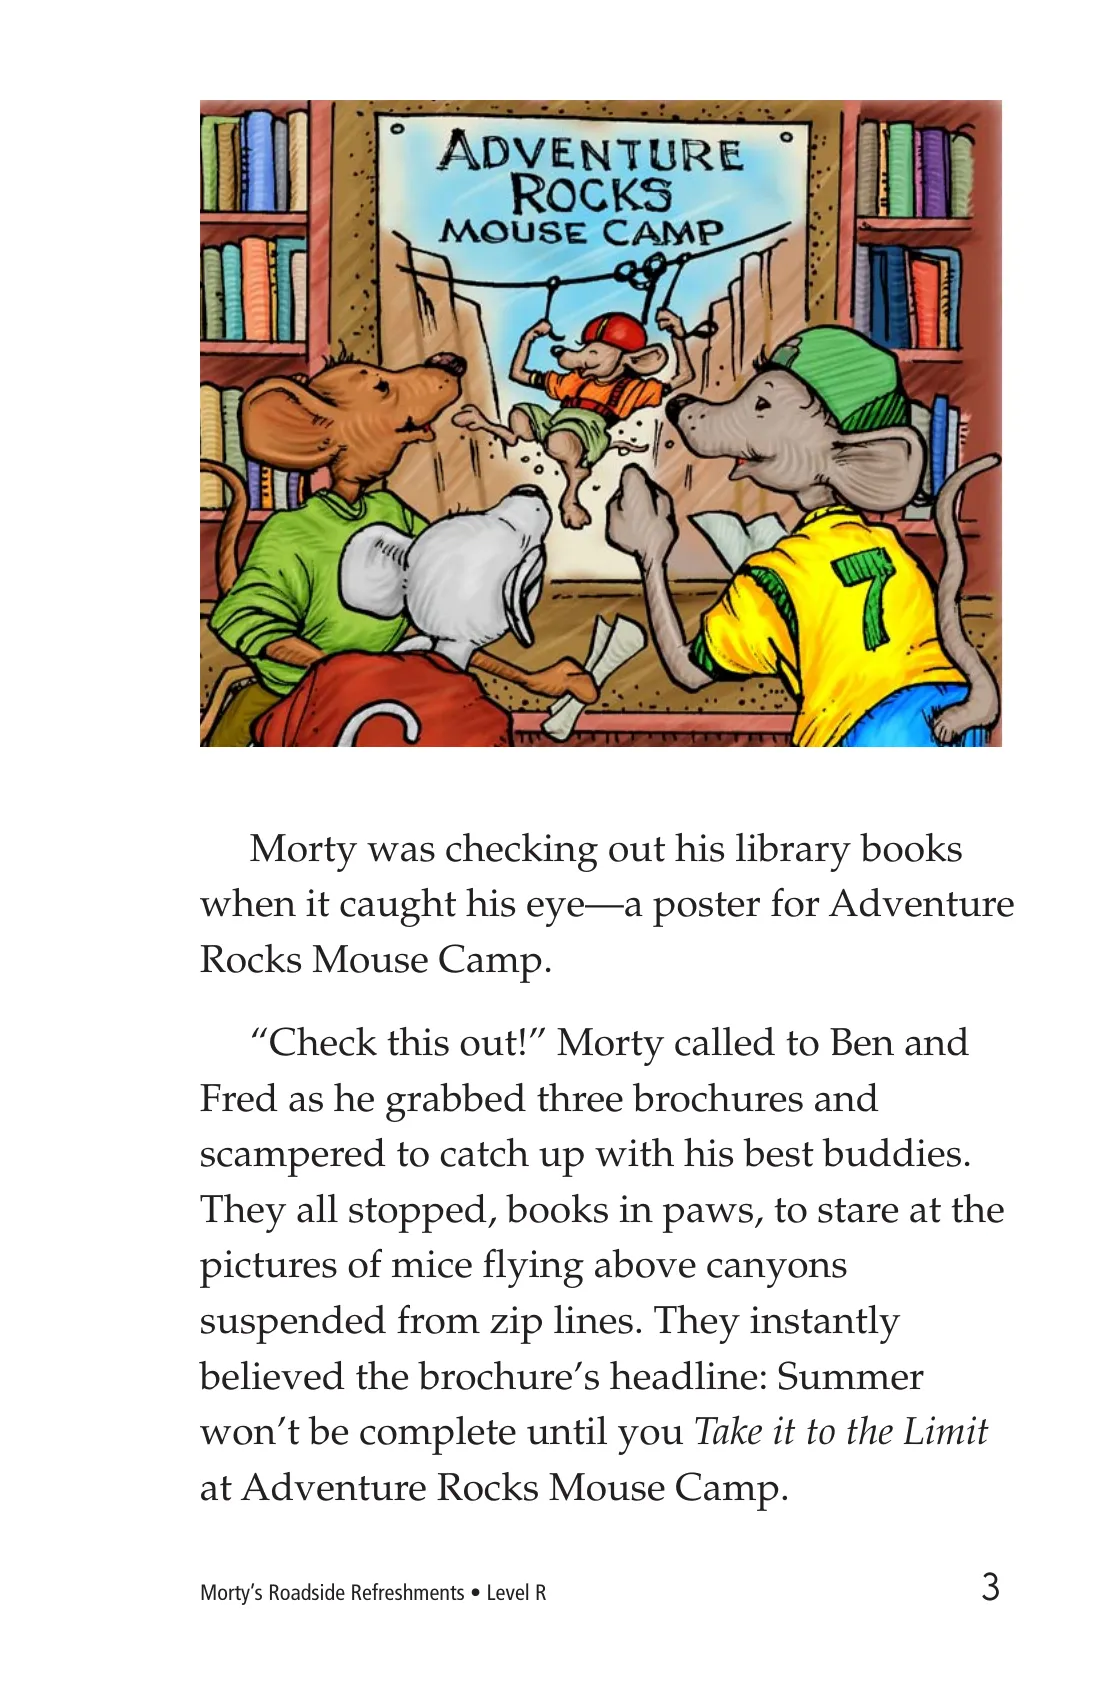 ADVENTURE
ROCKS
MOUSE CAMP
7
C
Morty was checking out his library books
when it caught his eye—a poster for Adventure
Rocks Mouse Camp.
“Check this out!” Morty called to Ben and
Fred as he grabbed three brochures and
scampered to catch up with his best buddies.
They all stopped, books in paws, to stare at the
pictures of mice flying above canyons
suspended from zip lines. They instantly
believed the brochure’s headline: Summer
won’t be complete until you Take it to the Limit
at Adventure Rocks Mouse Camp.
Morty’s Roadside Refreshments • Level R
3